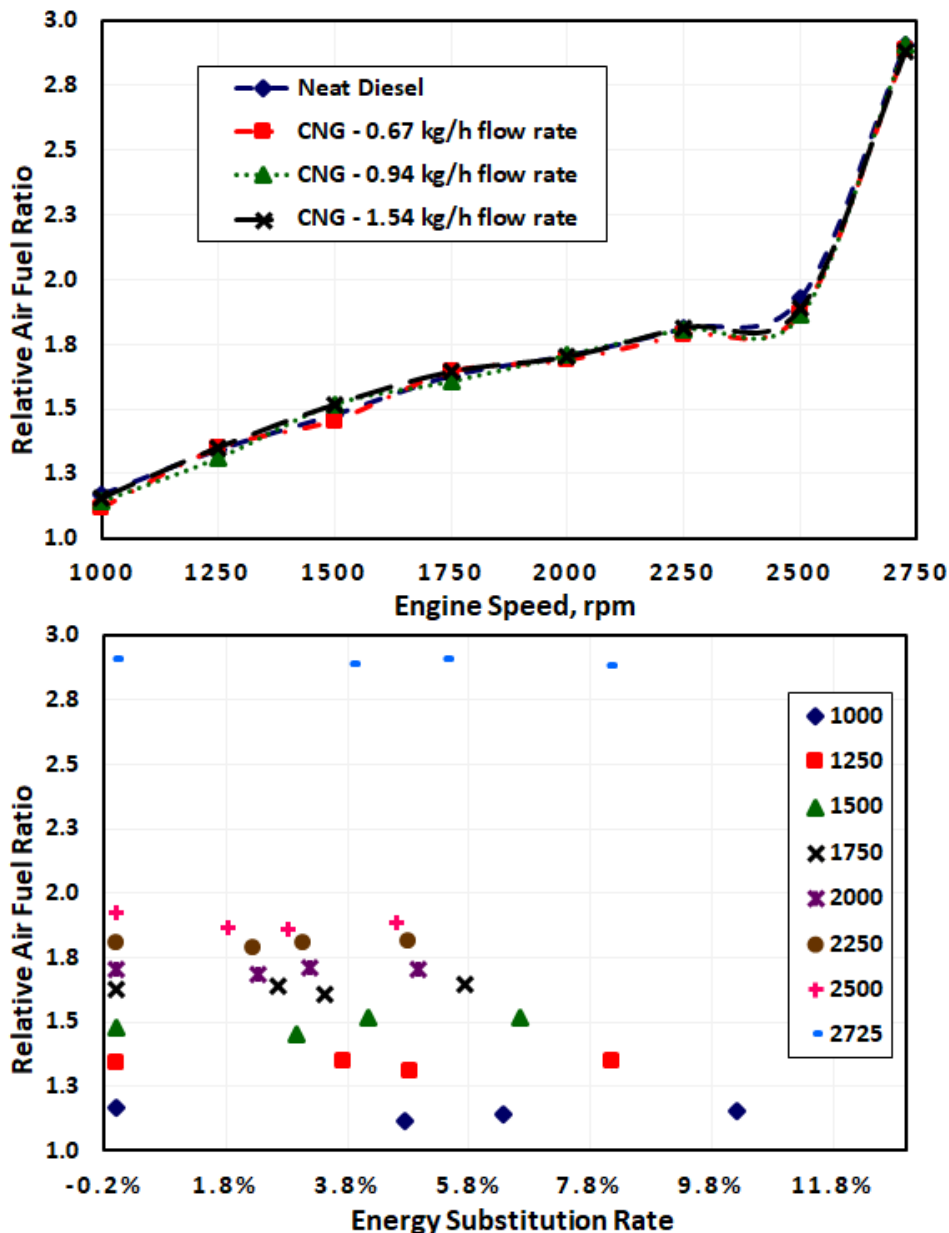 Relative Air Fuel Ratio
3.0
2.8
2.5
2.3
2.0
1.8
1.5
1.3
1.0
Neat Diesel
CNG - 0.67 kg/h flow rate
CNG - 0.94 kg/h flow rate
CNG - 1.54 kg/h flow rate
1000 1250 1500 1750 2000 2250 2500 2750
Engine Speed, rpm
Relative Air Fuel Ratio
3.0
2.8
2.5
2.3
2.0
1.8
1.5
1.3
1.0
1000
1250
1500
1750
2000
2250
2500
2725
-0.2% 1.8% 3.8% 5.8% 7.8% 9.8% 11.8%
Energy Substitution Rate